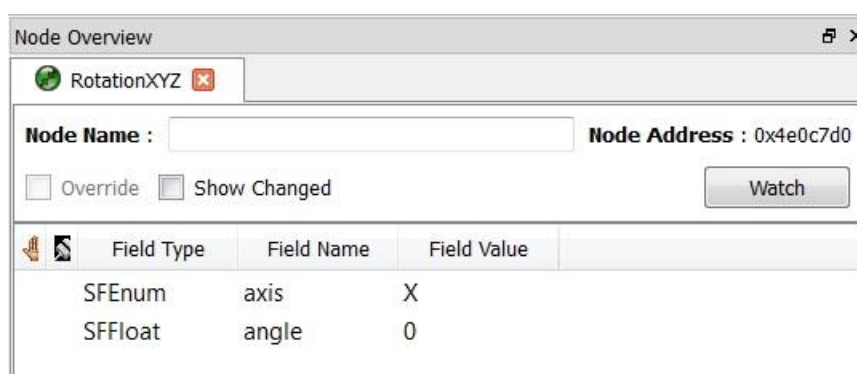 Node Overview
RotationXYZ
Node Name : Node Address : 0x4e0c7d0
Override Show Changed Watch
Field Type Field Name Field Value
SFEnum axis X
SFFloat angle 0